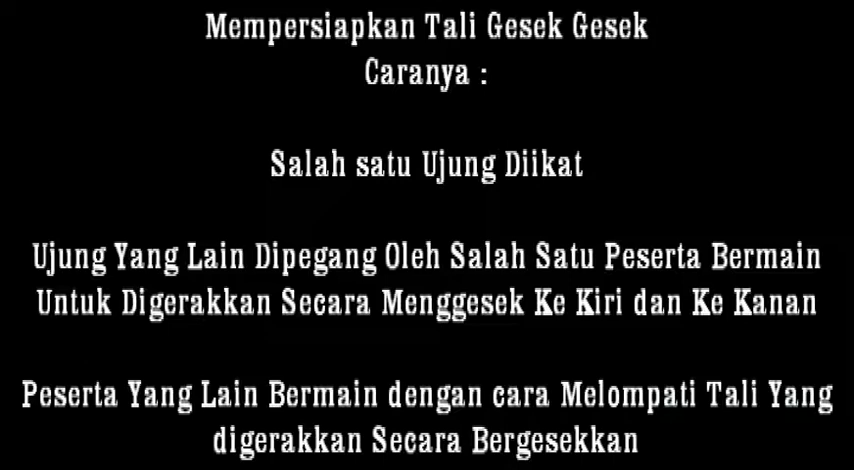 Mempersiapkan Tali Gesek Gesek
Caranya :
Salah satu Ujung Diikat
Ujung Yang Lain Dipegang Oleh Salah Satu Peserta Bermain
Untuk Digerakkan Secara Menggesek Ke Kiri dan Ke Kanan
Peserta Yang Lain Bermain dengan cara Melompati Tali Yang
digerakkan Secara Bergesekkan